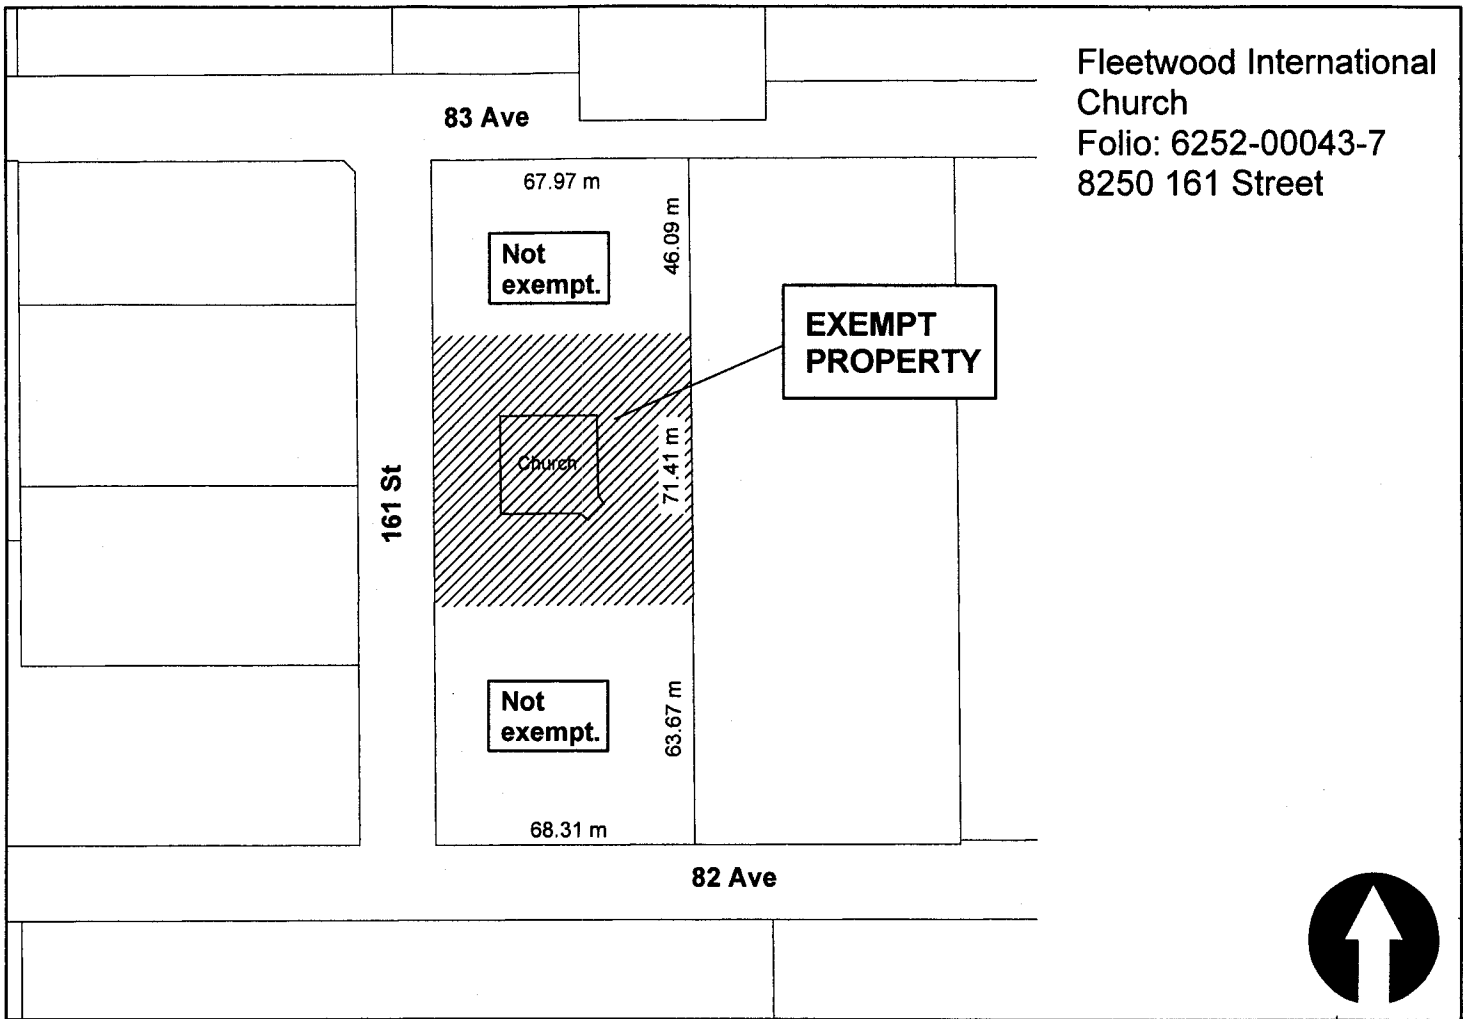 Fleetwood International
Church
Folio: 6252-00043-7
8250 161 Street
83 Ave
67.97 m
46.09 m
Not
exempt.
EXEMPT
PROPERTY
Church
71.41 m
161 St
Not
exempt.
63.67 m
68.31 m
82 Ave